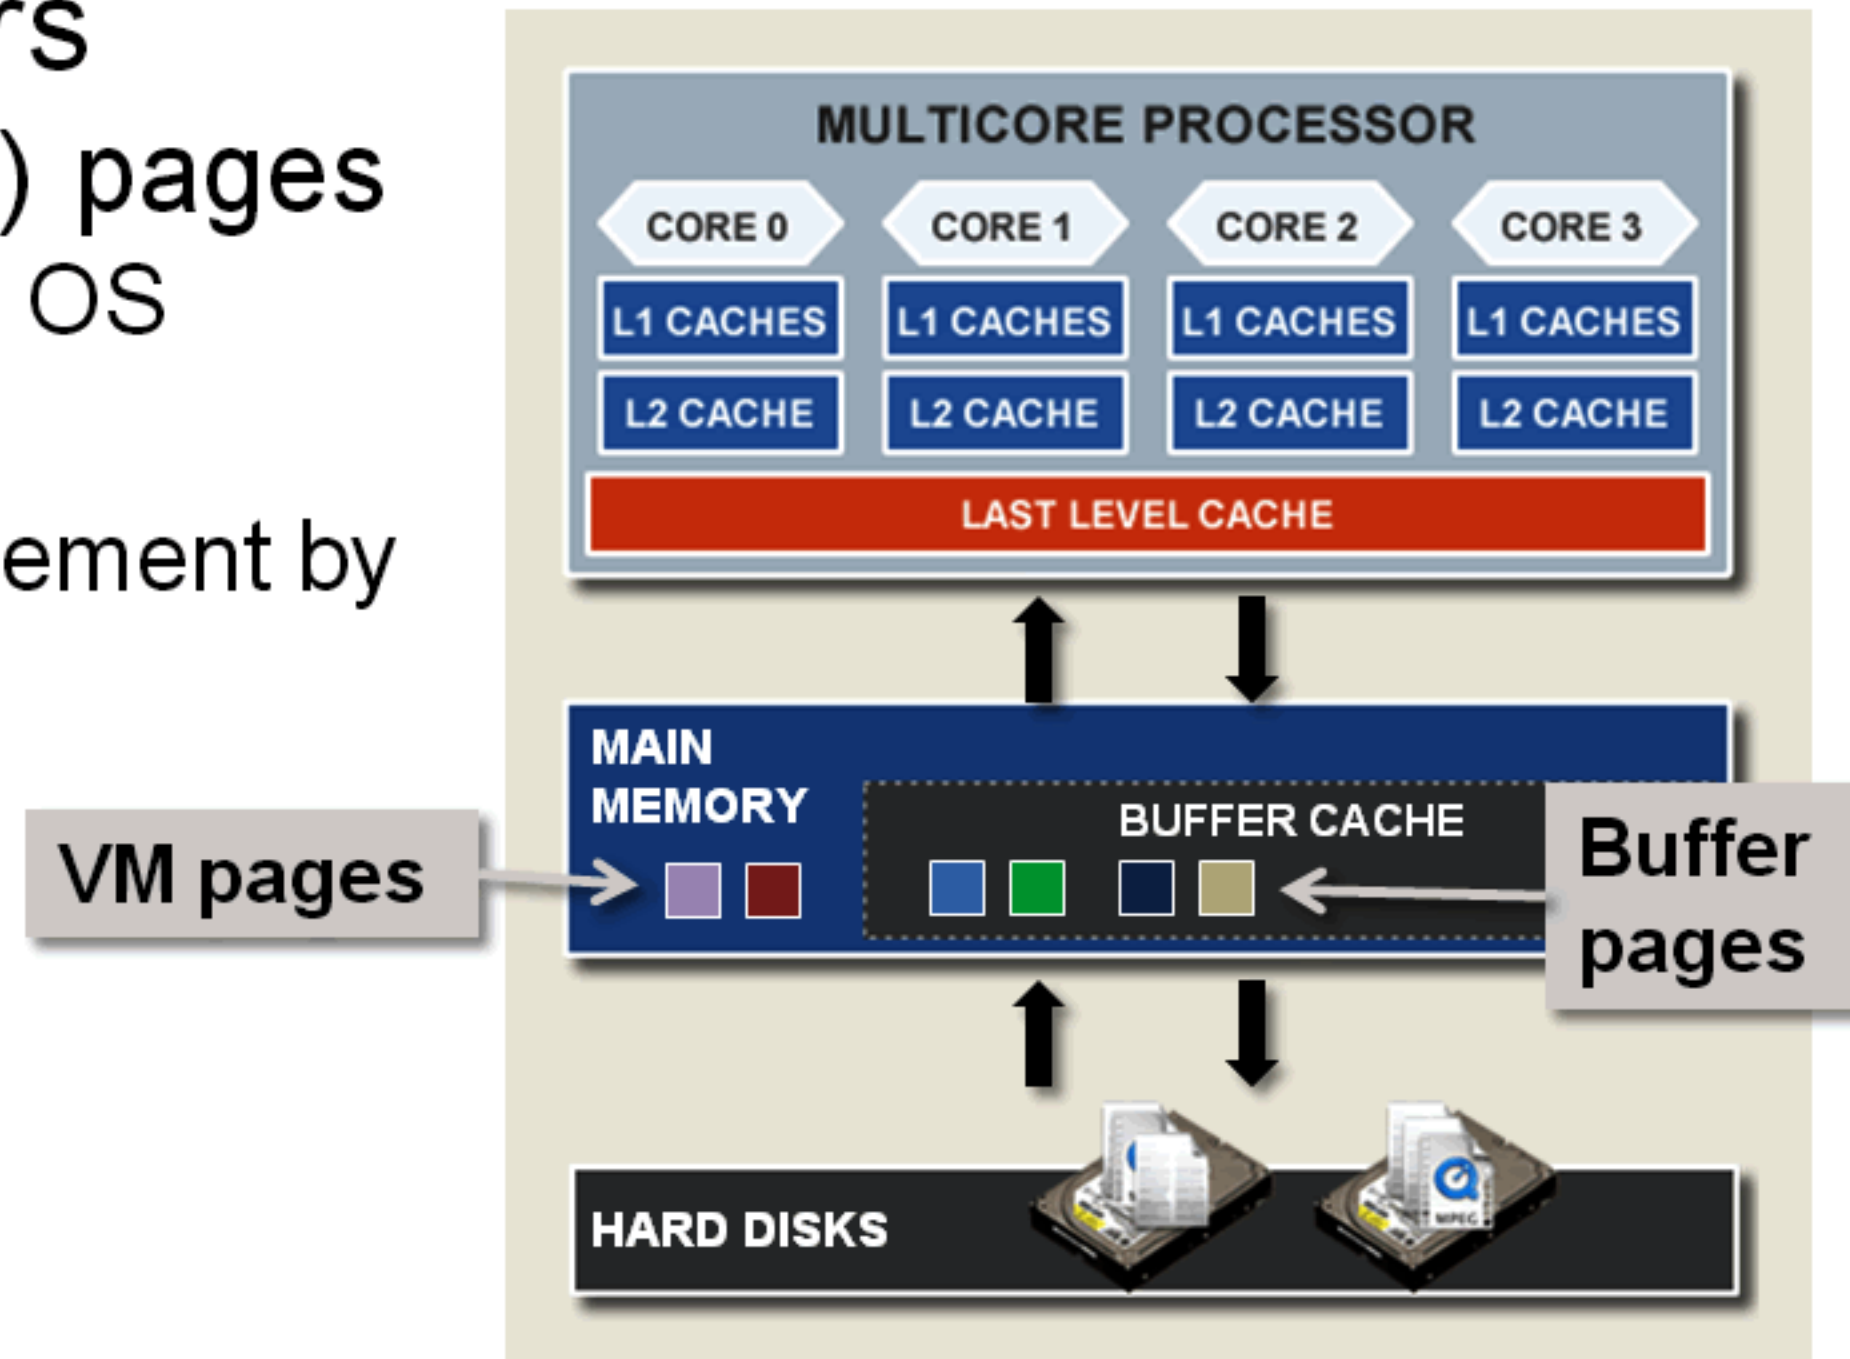 rs
) pages
OS
ement by
MULTICORE PROCESSOR
CORE 0 CORE 1 CORE 2 CORE 3
L1 CACHES L1 CACHES L1 CACHES L1 CACHES
L2 CACHE L2 CACHE L2 CACHE L2 CACHE
LAST LEVEL CACHE
MAIN
MEMORY
BUFFER CACHE
VM pages
Buffer
pages
HARD DISKS
MPEG